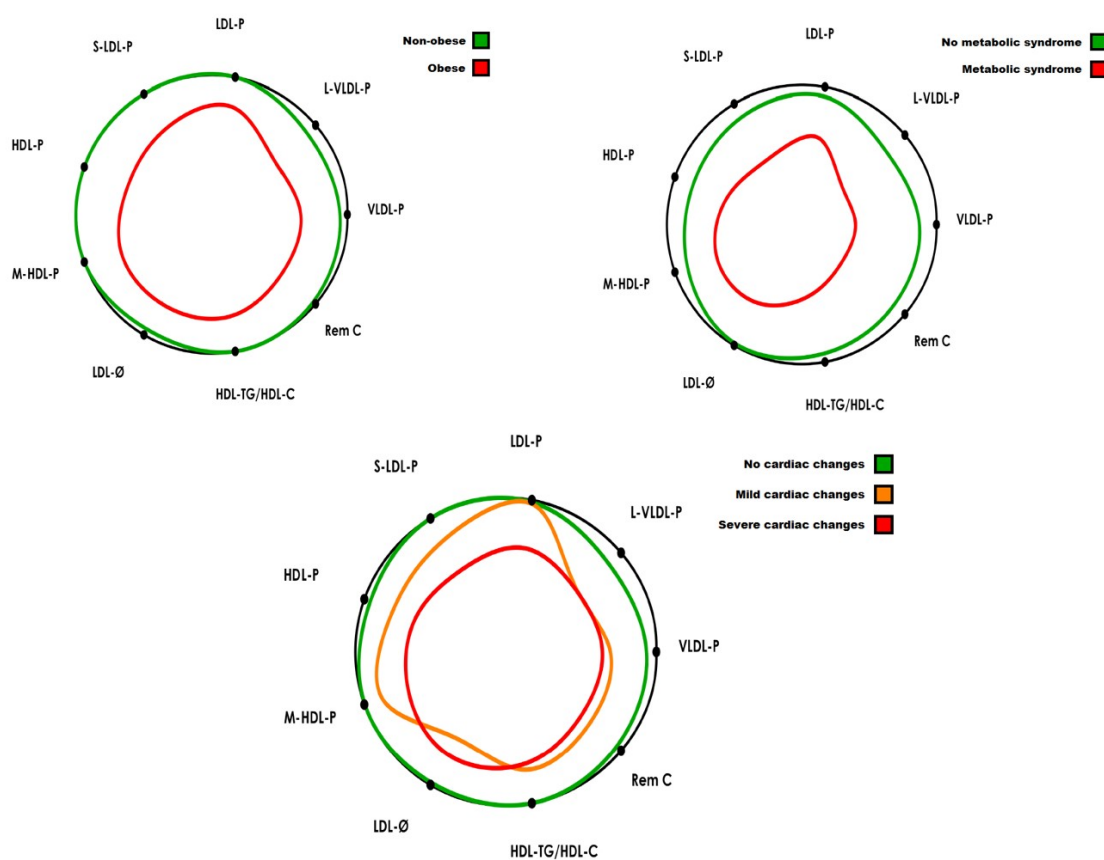 LDL-P
S-LDL-P
L-VLDL-P
HDL-P
VLDL-P
M-HDL-P
Rem C
LDL-Ø
HDL-TG/HDL-C
Non-obese
Obese
LDL-P
S-LDL-P
L-VLDL-P
HDL-P
VLDL-P
M-HDL-P
Rem C
LDL-Ø
HDL-TG/HDL-C
No metabolic syndrome
Metabolic syndrome
LDL-P
S-LDL-P
L-VLDL-P
HDL-P
VLDL-P
M-HDL-P
Rem C
LDL-Ø
HDL-TG/HDL-C
No cardiac changes
Mild cardiac changes
Severe cardiac changes